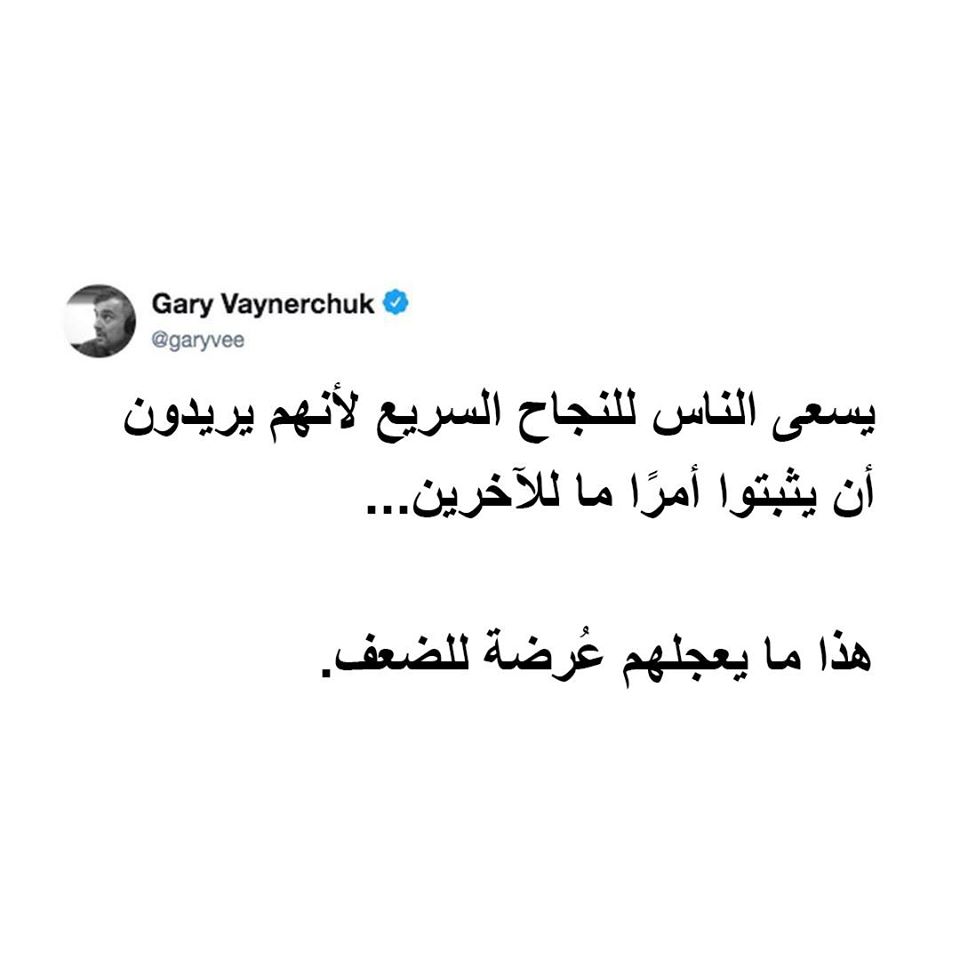 Gary Vaynerchuk
@garyvee
يسعى الناس للنجاح السريع لأنهم يريدون
أن يثبتوا أمرًا ما للآخرين...
هذا ما يعجلهم عُرضة للضعف.